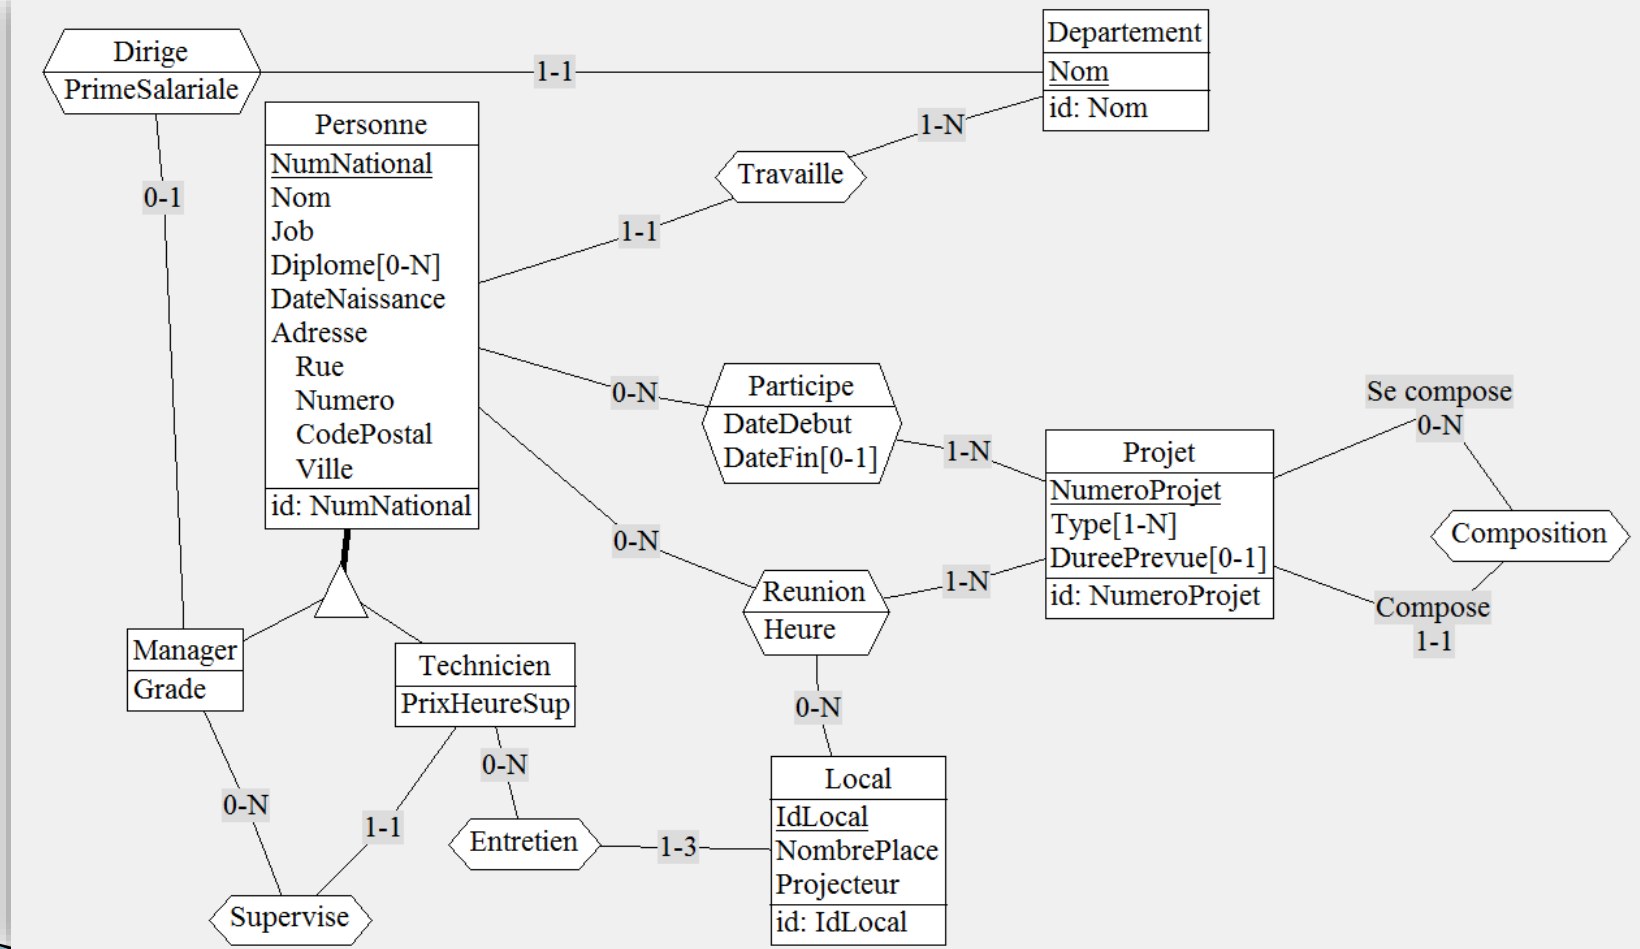 Dirige
PrimeSalariale
1-1
Departement
Nom
id: Nom
0-1
Personne
NumNational
Nom
Job
Diplome[0-N]
DateNaissance
Adresse
Rue
Numero
CodePostal
Ville
id: NumNational
1-N
Travaille
1-1
0-N
Participe
DateDebut
DateFin[0-1]
1-N
Projet
NumeroProjet
Type[1-N]
DureePrevue[0-1]
id: NumeroProjet
Se compose
0-N
Composition
Compose
1-1
0-N
Reunion
Heure
1-N
0-N
Manager
Grade
Technicien
PrixHeureSup
0-N
1-1
Supervise
0-N
Entretien
1-3
Local
IdLocal
NombrePlace
Projecteur
id: IdLocal